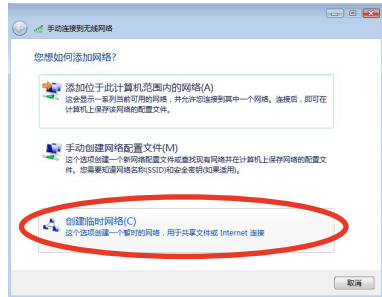 手动连接到无线网络
您想如何添加网络?
添加位于此计算机范围内的网络(A)
这会显示一系列当前可用的网络，并允许您连接到其中一个网络。连接后，即可在
计算机上保存该网络的配置文件。
手动创建网络配置文件(M)
这个选项创建一个新网络配置文件或查找现有网络并在计算机上保存网络的配置文
件。您需要知道网络名称(SSID)和安全密钥(如果适用)。
创建临时网络(C)
这个选项创建一个暂时的网络，用于共享文件或 Internet 连接
取消